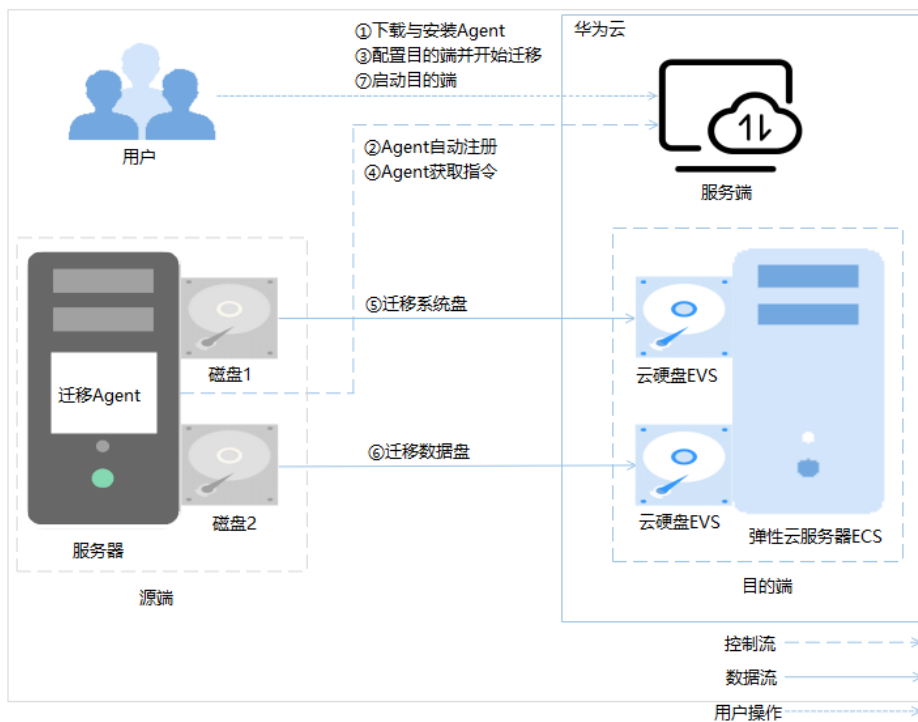 ①下载与安装Agent
华为云
③配置目的端并开始迁移
⑦启动目的端
用户
②Agent自动注册
④Agent获取指令
服务端
⑤迁移系统盘
磁盘1
云硬盘EVS
迁移Agent
⑥迁移数据盘
磁盘2
云硬盘EVS
服务器
弹性云服务器ECS
源端
目的端
控制流
数据流
用户操作